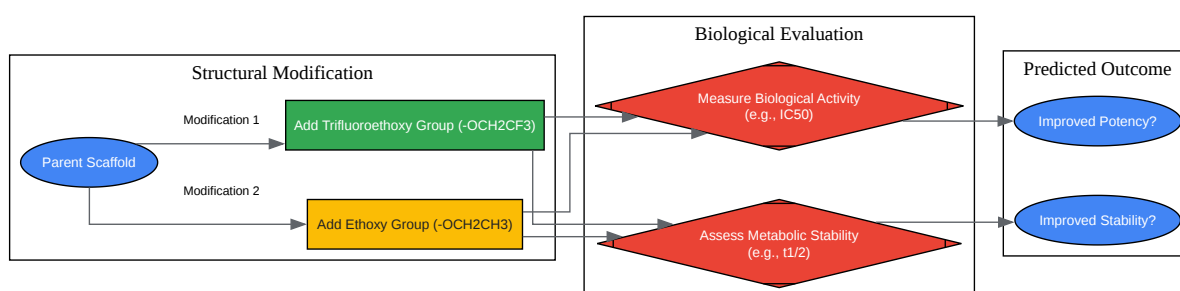 Structural Modification
Parent Scaffold
Modification 1
Add Trifluoroethoxy Group (-OCH2CF3)
Modification 2
Add Ethoxy Group (-OCH2CH3)
Biological Evaluation
Measure Biological Activity
(e.g., IC50)
Assess Metabolic Stability
(e.g., t1/2)
Predicted Outcome
Improved Potency?
Improved Stability?